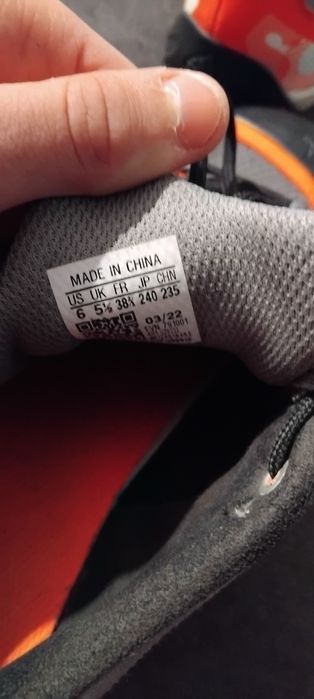 MADE IN CHINA
US UK FR JP CHN
6 5½ 38⅔ 240 235
03/22